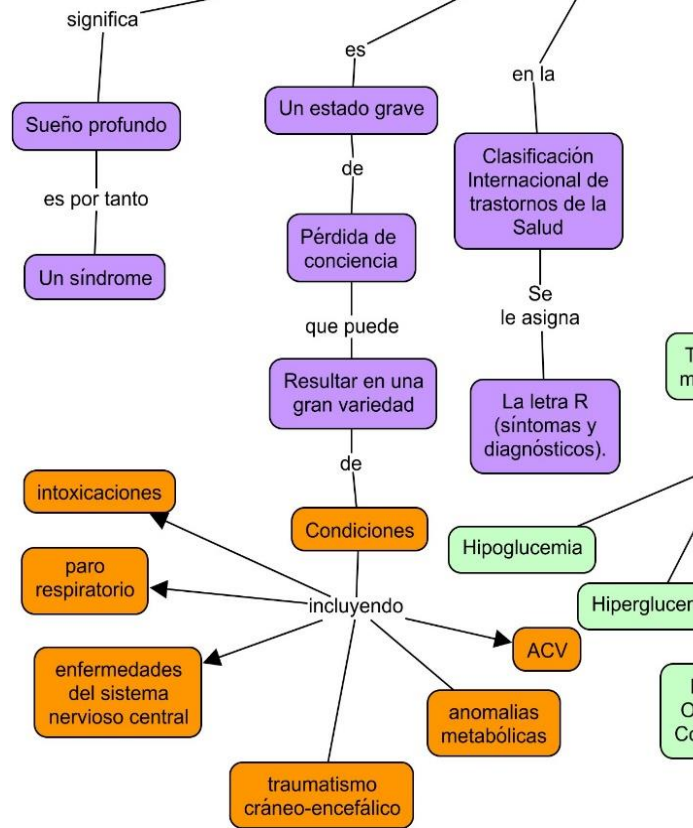 significa
Sueño profundo
es por tanto
Un síndrome
es
Un estado grave
de
Pérdida de
conciencia
que puede
Resultar en una
gran variedad
de
Condiciones
incluyendo
intoxicaciones
paro
respiratorio
enfermedades
del sistema
nervioso central
traumatismo
cráneo-encefálico
anomalias
metabólicas
ACV
en la
Clasificación
Internacional de
trastornos de la
Salud
Se
le asigna
La letra R
(síntomas y
diagnósticos).
Hipoglucemia